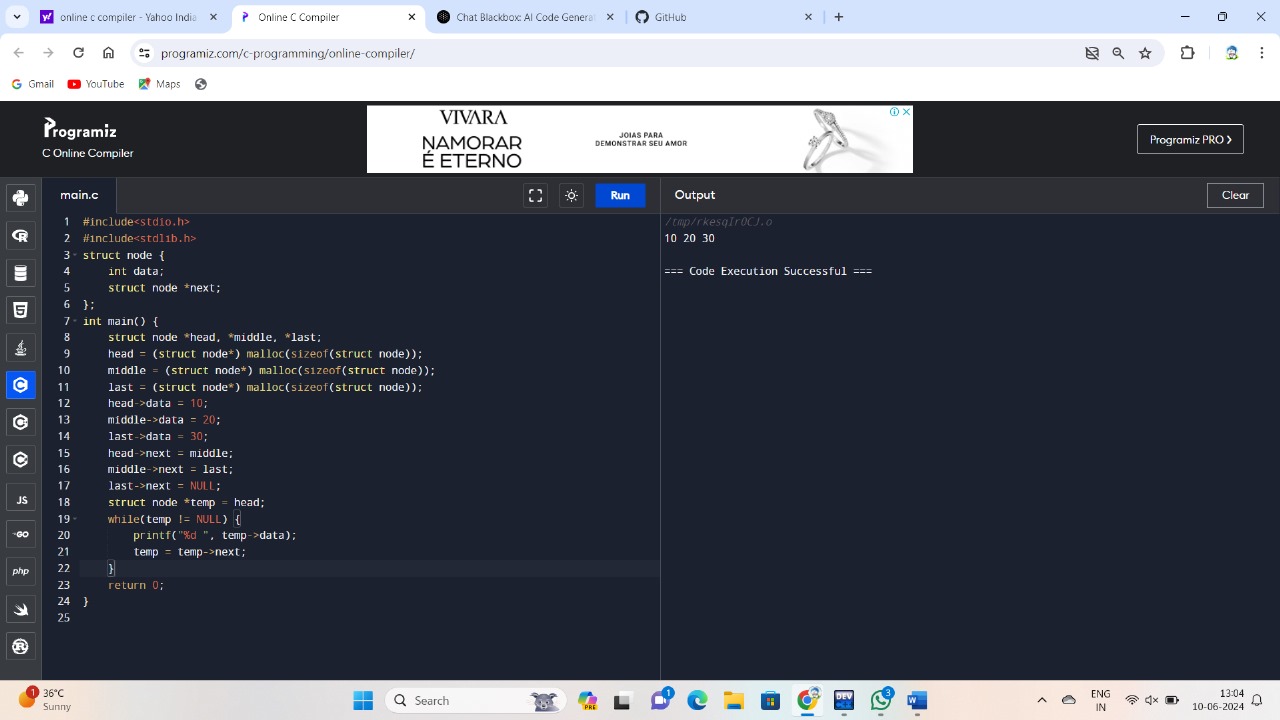 online compiler - Yahoo India
Online C Compiler
Chat Blackbox: AI Code Genera
GitHub
programiz.com/c-programming/online-compiler/
Gmail
YouTube
Maps
Programiz
C Online Compiler
VIVARA
NAMORAR
É ETERNO
JOIAS PARA
DEMONSTRAR SEU AMOR
Programiz PRO >
main.c
Run
Output
Clear
1 #include<stdio.h>
2 #include<stdlib.h>
3 struct node {
4 int data;
5 struct node *next;
6 };
7 int main() {
8 struct node *head, *middle, *last;
9 head = (struct node*) malloc(sizeof(struct node));
10 middle = (struct node*) malloc(sizeof(struct node));
11 last = (struct node*) malloc(sizeof(struct node));
12 head->data = 10;
13 middle->data = 20;
14 last->data = 30;
15 head->next = middle;
16 middle->next = last;
17 last->next = NULL;
18 struct node *temp = head;
19 while(temp != NULL) {
20 printf("%d ", temp->data);
21 temp = temp->next;
22 }
23 return 0;
24 }
25
/tmp/rkesqIr0CJ.o
10 20 30
=== Code Execution Successful ===
JS
GO
php
1
36°C
Sunny
Search
PRE
1
DEV
3
W
ENG
IN
13:04
10-06-2024